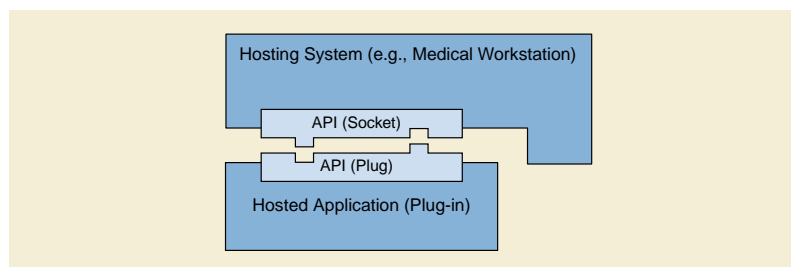 Hosting System (e.g., Medical Workstation)
API (Socket)
API (Plug)
Hosted Application (Plug-in)